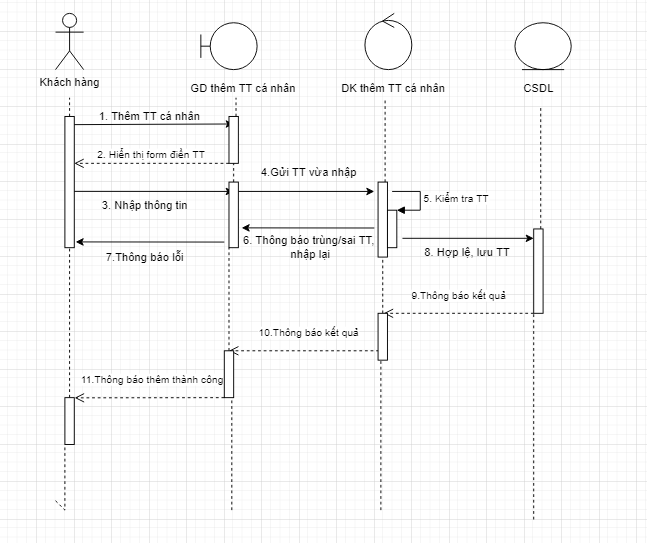 Khách hàng
GD thêm TT cá nhân
DK thêm TT cá nhân
CSDL
1. Thêm TT cá nhân
2. Hiển thị form điền TT
3. Nhập thông tin
4.Gửi TT vừa nhập
5. Kiểm tra TT
6. Thông báo trùng/sai TT,
nhập lại
7.Thông báo lỗi
8. Hợp lệ, lưu TT
9.Thông báo kết quả
10.Thông báo kết quả
11.Thông báo thêm thành công